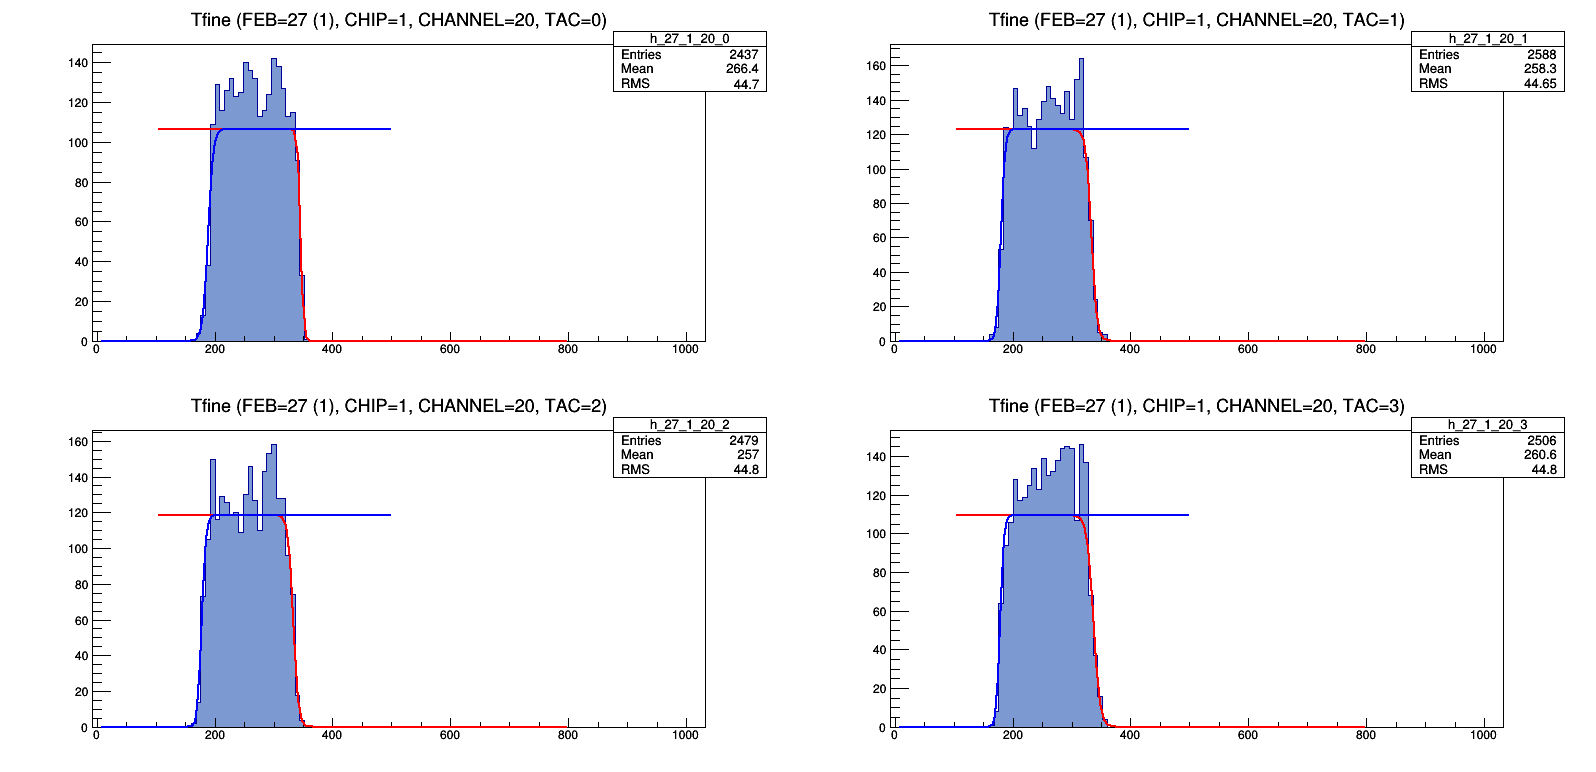 Tfine (FEB=27 (1), CHIP=1, CHANNEL=20, TAC=0)
h_27_1_20_0
Entries 2437
Mean 266.4
RMS 44.7
140
120
100
80
60
40
20
0
0 200 400 600 800 1000
Tfine (FEB=27 (1), CHIP=1, CHANNEL=20, TAC=1)
h_27_1_20_1
Entries 2588
Mean 258.3
RMS 44.65
160
140
120
100
80
60
40
20
0
0 200 400 600 800 1000
Tfine (FEB=27 (1), CHIP=1, CHANNEL=20, TAC=2)
h_27_1_20_2
Entries 2479
Mean 257
RMS 44.8
160
140
120
100
80
60
40
20
0
0 200 400 600 800 1000
Tfine (FEB=27 (1), CHIP=1, CHANNEL=20, TAC=3)
h_27_1_20_3
Entries 2506
Mean 260.6
RMS 44.8
140
120
100
80
60
40
20
0
0 200 400 600 800 1000